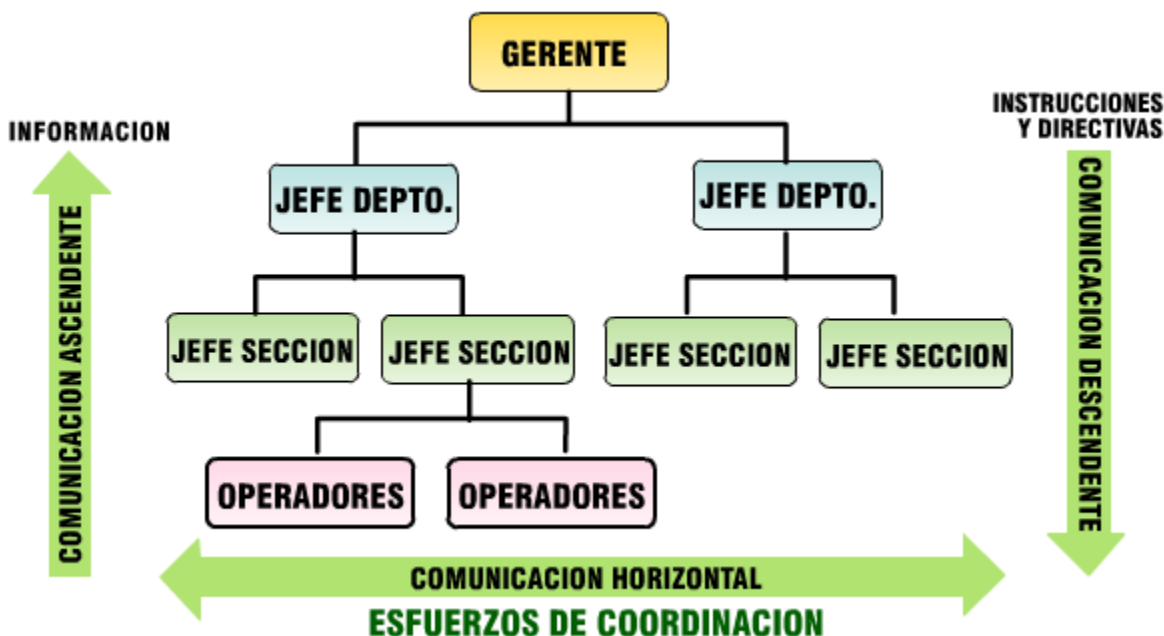 GERENTE
INFORMACION
INSTRUCCIONES
Y DIRECTIVAS
JEFE DEPTO.
JEFE DEPTO.
COMUNICACION ASCENDENTE
COMUNICACION DESCENDENTE
JEFE SECCION
JEFE SECCION
JEFE SECCION
JEFE SECCION
OPERADORES
OPERADORES
COMUNICACION HORIZONTAL
ESFUERZOS DE COORDINACION